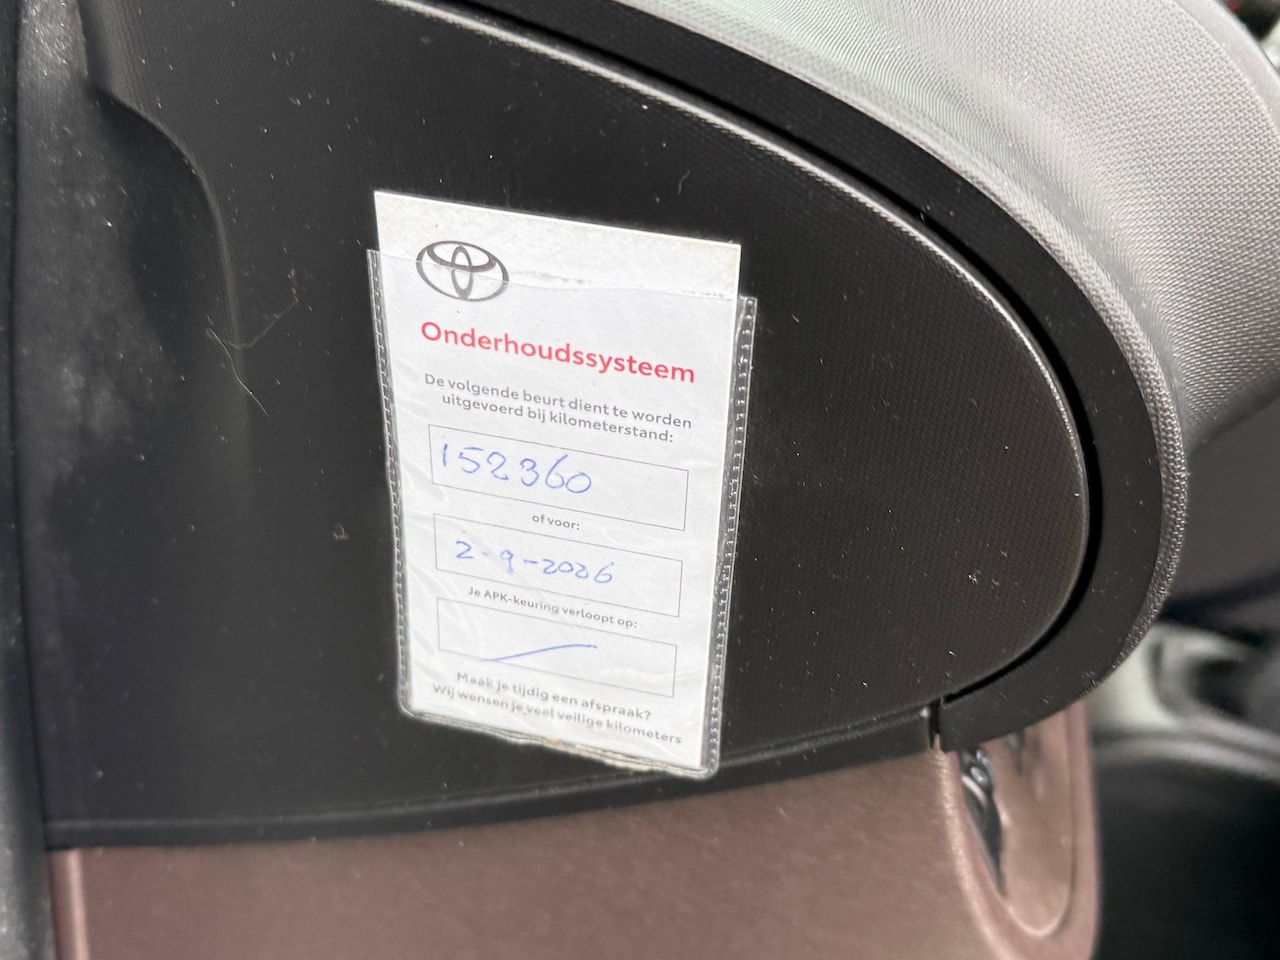 Onderhoudssysteem
De volgende beurt dient te worden
uitgevoerd bij kilometerstand:
152360
of voor:
2-9-2026
Je APK-keuring verloopt op:
Maak je tijdig een afspraak?
Wij wensen je veel veilige kilometers